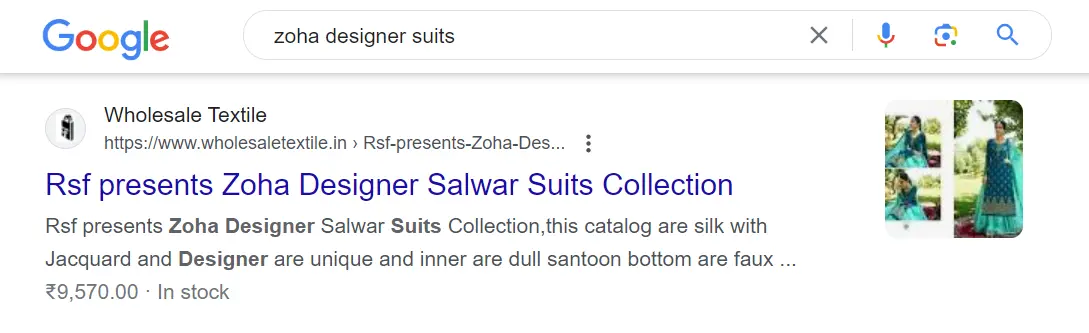 Google
zoha designer suits
Wholesale Textile
https://www.wholesaletextile.in › Rsf-presents-Zoha-Des...
Rsf presents Zoha Designer Salwar Suits Collection
Rsf presents Zoha Designer Salwar Suits Collection,this catalog are silk with
Jacquard and Designer are unique and inner are dull santoon bottom are faux ...
₹9,570.00 · In stock